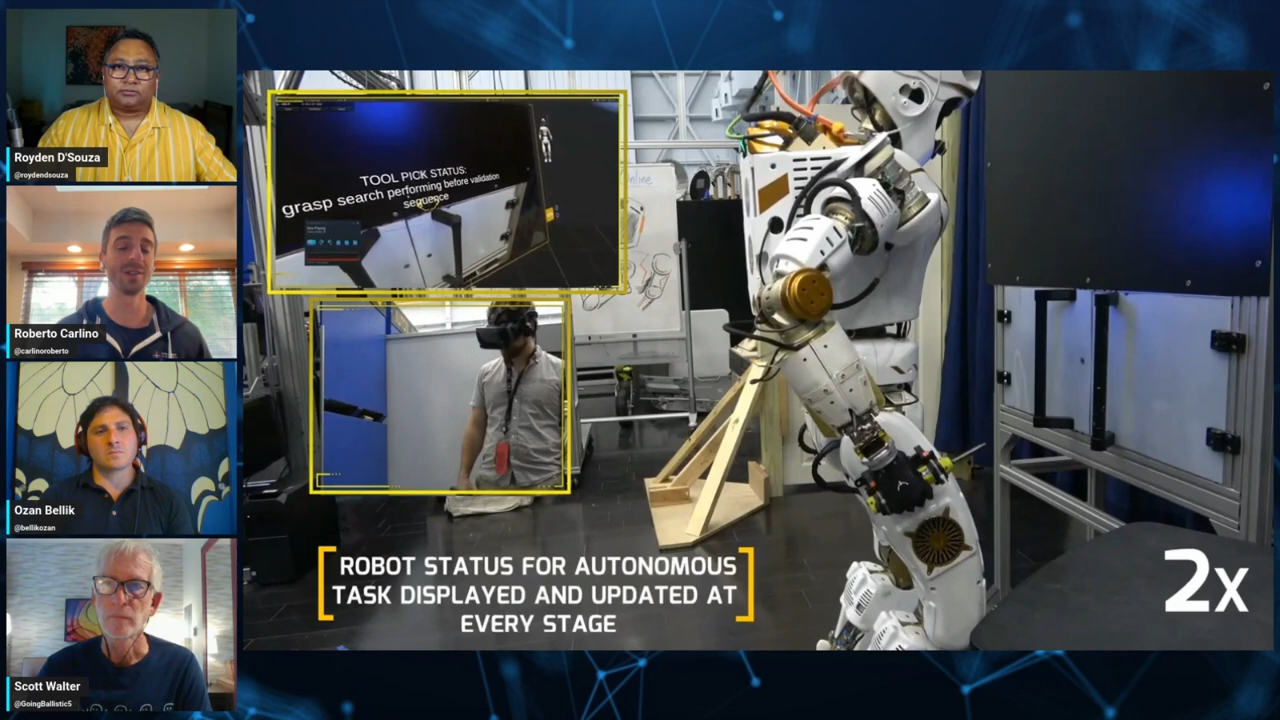 Royden D'Souza
@roydendsouza
Roberto Carlino
@carlinoroberto
Ozan Bellik
@bellikozan
Scott Walter
@GoingBallistic5
TOOL PICK STATUS:
grasp search performing before validation
sequence
ROBOT STATUS FOR AUTONOMOUS
TASK DISPLAYED AND UPDATED AT
EVERY STAGE
2x